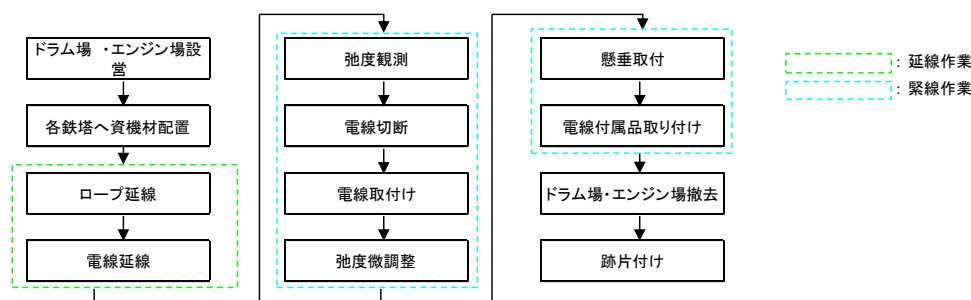 ドラム場 ・エンジン場設
営
各鉄塔へ資機材配置
ロープ延線
電線延線
弛度観測
電線切断
電線取付け
弛度微調整
懸垂取付
電線付属品取り付け
ドラム場・エンジン場撤去
跡片付け
: 延線作業
: 緊線作業